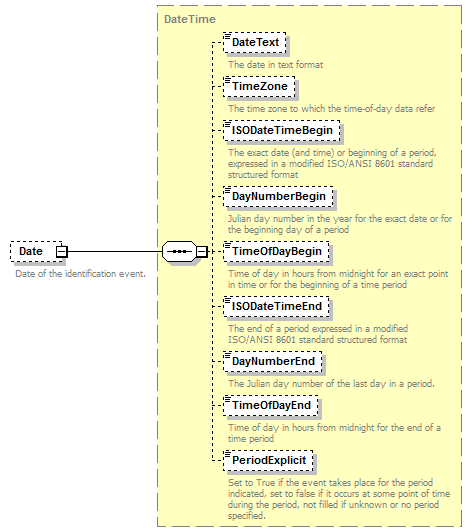 DateTime
DateText
The date in text format
TimeZone
The time zone to which the time-of-day data refer
ISODateTimeBegin
The exact date (and time) or beginning of a period,
expressed in a modified ISO/ANSI 8601 standard
structured format
DayNumberBegin
Julian day number in the year for the exact date or for
the beginning day of a period
Date
Date of the identification event.
TimeOfDayBegin
Time of day in hours from midnight for an exact point
in time or for the beginning of a time period
ISODateTimeEnd
The end of a period expressed in a modified
ISO/ANSI 8601 standard structured format
DayNumberEnd
The Julian day number of the last day in a period.
TimeOfDayEnd
Time of day in hours from midnight for the end of a
time period
PeriodExplicit
Set to True if the event takes place for the period
indicated, set to false if it occurs at some point of time
during the period, not filled if unknown or no period
specified.